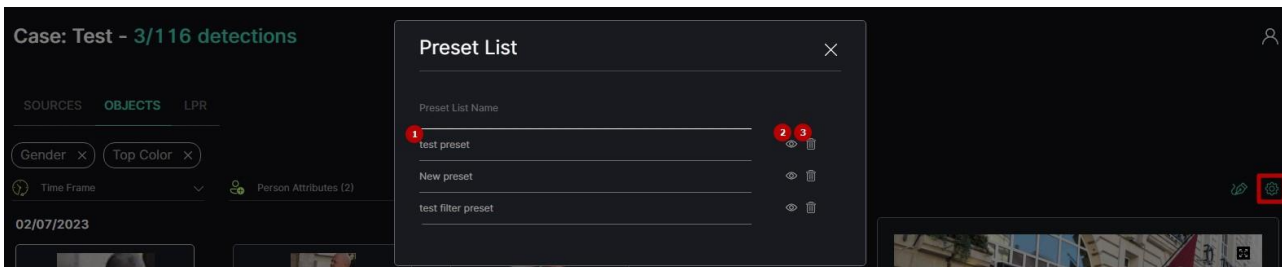 Case: Test - 3/116 detections
Preset List
SOURCES OBJECTS LPR
Preset List Name
1
2 3
test preset
Gender × Top Color ×
New preset
Time Frame
Person Attributes (2)
test filter preset
02/07/2023